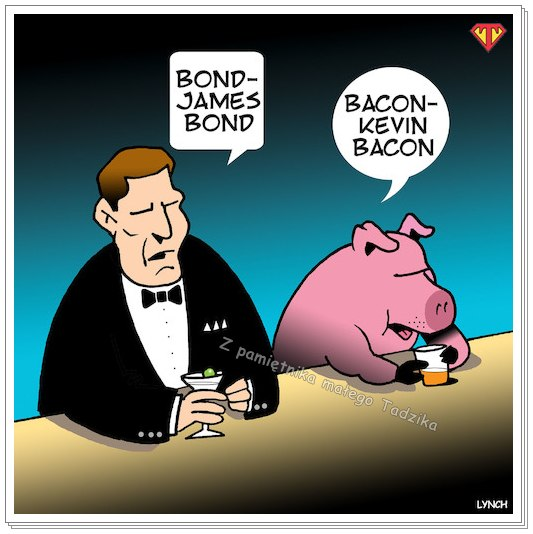 BOND-
JAMES
BOND
BACON-
KEVIN
BACON
Z pamiętnika małego Tadzika
LYNCH
T